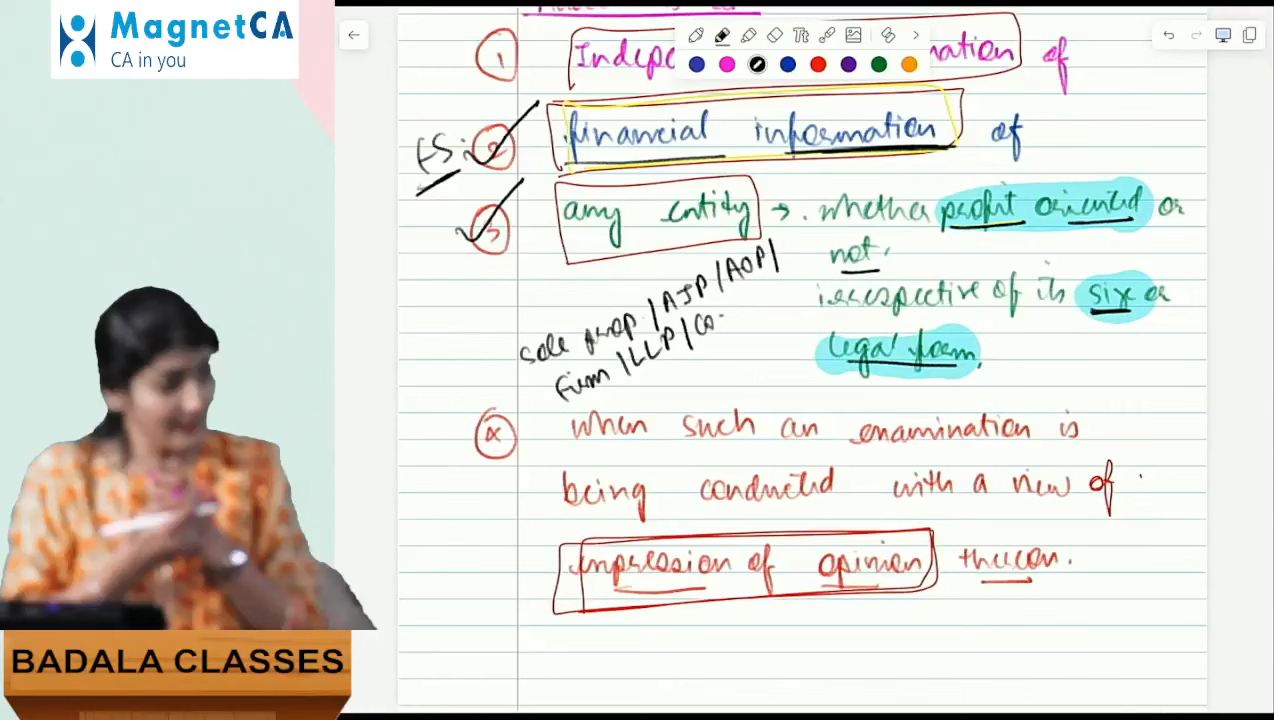 MagnetCA
CA in you
1 Indepe nation of
FS: 2 financial information of
3 any entity → whether profit oriented or
not.
irrespective of its size or
legal form.
sole prop / AJP / AOP /
Firm / LLP / Co.
when such an examination is
being conducted with a view of
expression of opinion thereon.
BADALA CLASSES